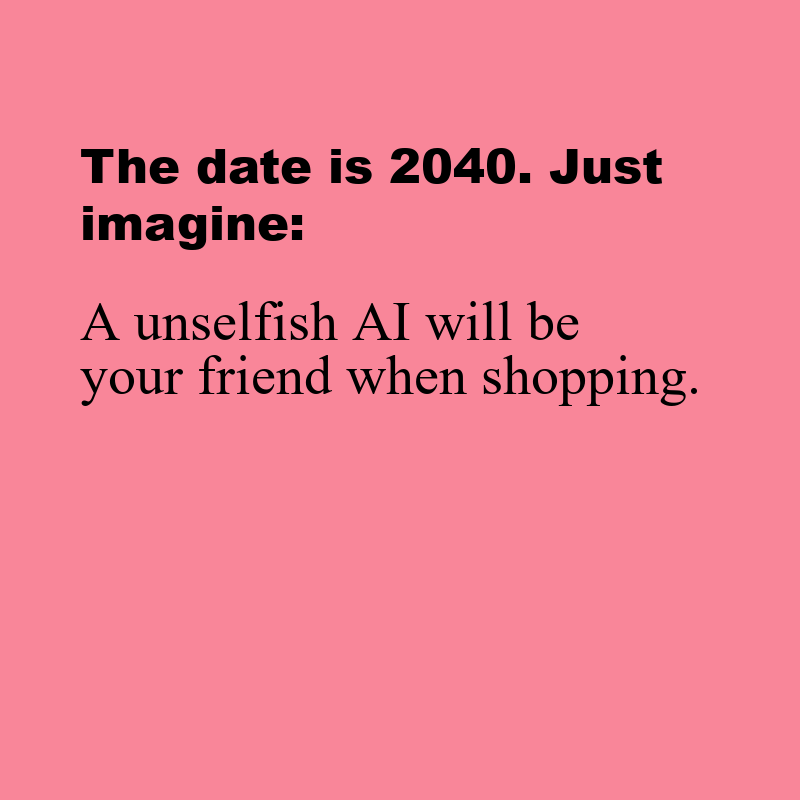 The date is 2040. Just
imagine:
A unselfish AI will be
your friend when shopping.